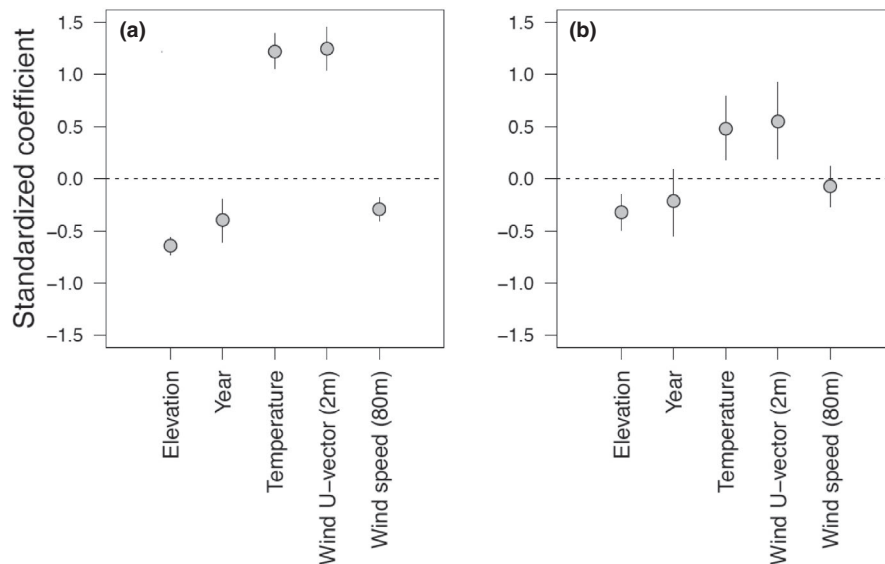 Standardized coefficient
(a)
1.5
1.0
0.5
0.0
−0.5
−1.0
−1.5
Elevation
Year
Temperature
Wind U−vector (2m)
Wind speed (80m)
(b)
1.5
1.0
0.5
0.0
−0.5
−1.0
−1.5
Elevation
Year
Temperature
Wind U−vector (2m)
Wind speed (80m)